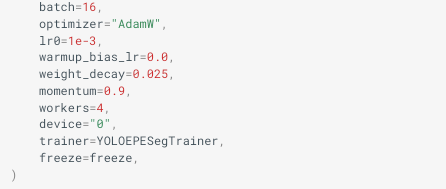 batch=16,
optimizer="AdamW",
lr0=1e-3,
warmup_bias_lr=0.0,
weight_decay=0.025,
momentum=0.9,
workers=4,
device="0",
trainer=YOLOEPESegTrainer,
freeze=freeze,
)